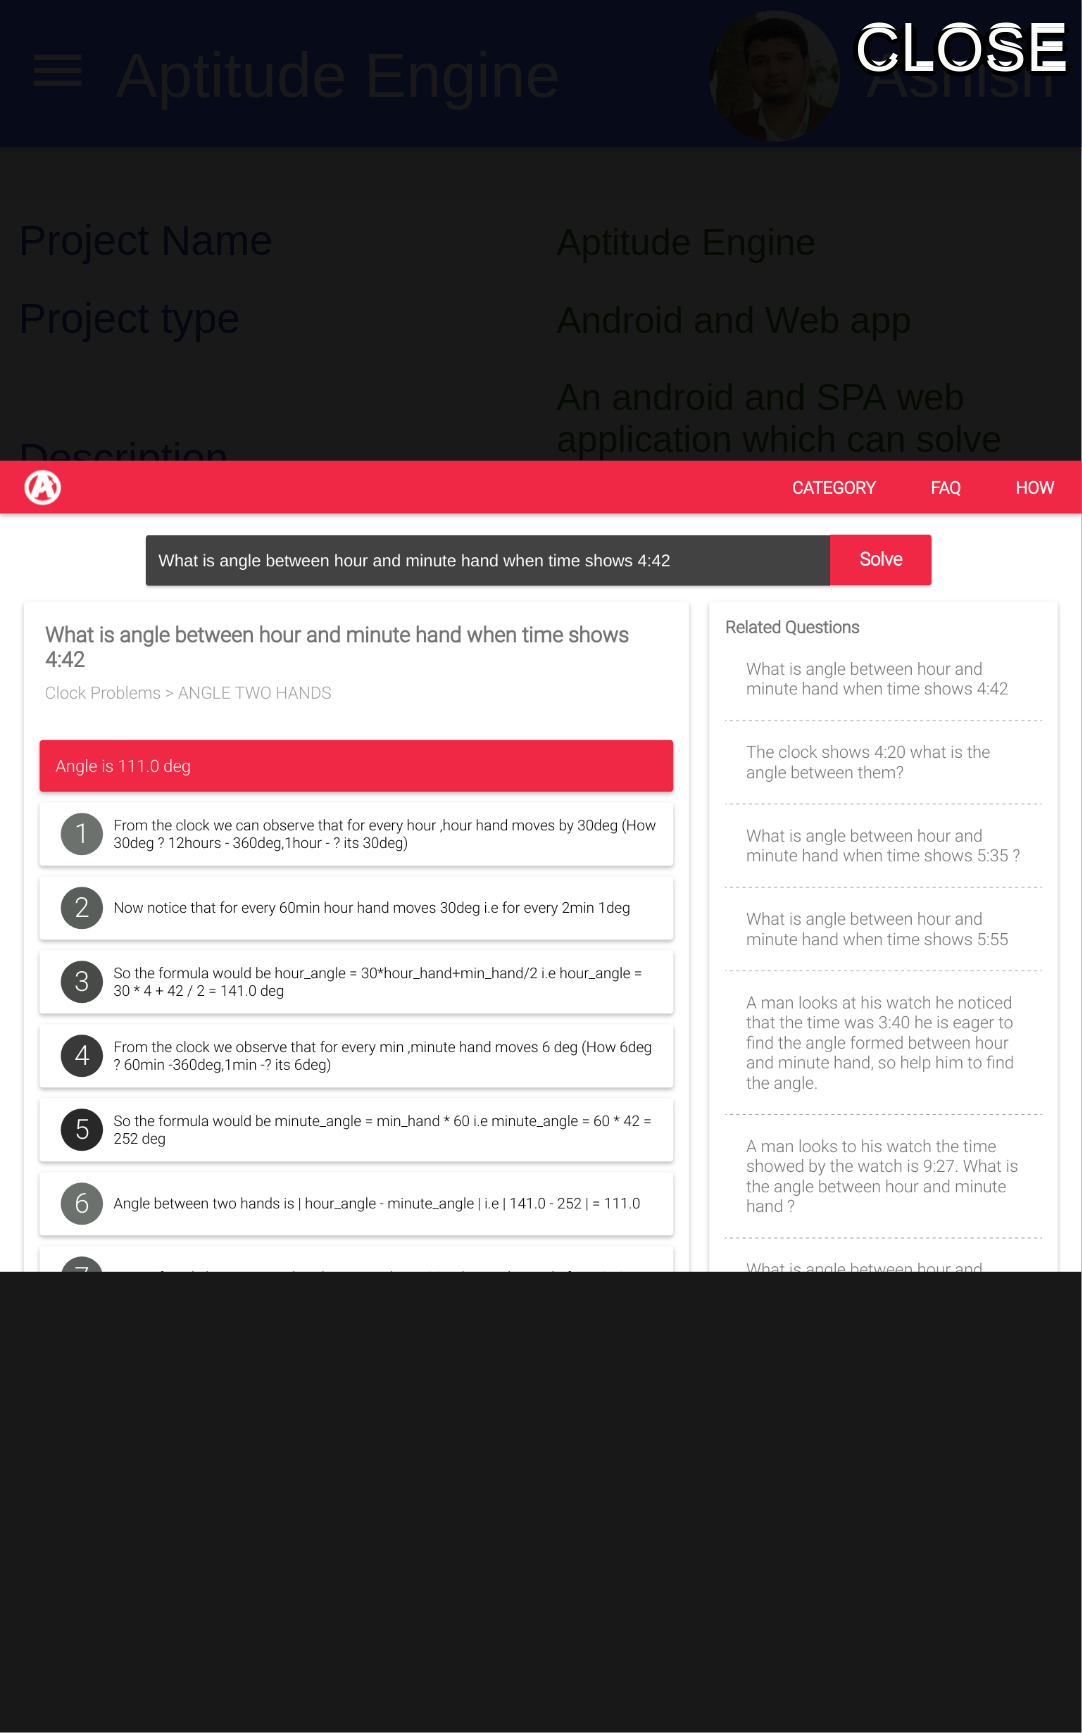 CLOSE
Aptitude Engine
Ashish
Project Name
Aptitude Engine
Project type
Android and Web app
Description
An android and SPA web
application which can solve
CATEGORY
FAQ
HOW
What is angle between hour and minute hand when time shows 4:42
Solve
What is angle between hour and minute hand when time shows
4:42
Clock Problems > ANGLE TWO HANDS
Angle is 111.0 deg
1
From the clock we can observe that for every hour ,hour hand moves by 30deg (How
30deg ? 12hours - 360deg,1hour - ? its 30deg)
2
Now notice that for every 60min hour hand moves 30deg i.e for every 2min 1deg
3
So the formula would be hour_angle = 30*hour_hand+min_hand/2 i.e hour_angle =
30 * 4 + 42 / 2 = 141.0 deg
4
From the clock we observe that for every min ,minute hand moves 6 deg (How 6deg
? 60min -360deg,1min -? its 6deg)
5
So the formula would be minute_angle = min_hand * 60 i.e minute_angle = 60 * 42 =
252 deg
6
Angle between two hands is | hour_angle - minute_angle | i.e | 141.0 - 252 | = 111.0
7
Related Questions
What is angle between hour and
minute hand when time shows 4:42
The clock shows 4:20 what is the
angle between them?
What is angle between hour and
minute hand when time shows 5:35 ?
What is angle between hour and
minute hand when time shows 5:55
A man looks at his watch he noticed
that the time was 3:40 he is eager to
find the angle formed between hour
and minute hand, so help him to find
the angle.
A man looks to his watch the time
showed by the watch is 9:27. What is
the angle between hour and minute
hand ?
What is angle between hour and